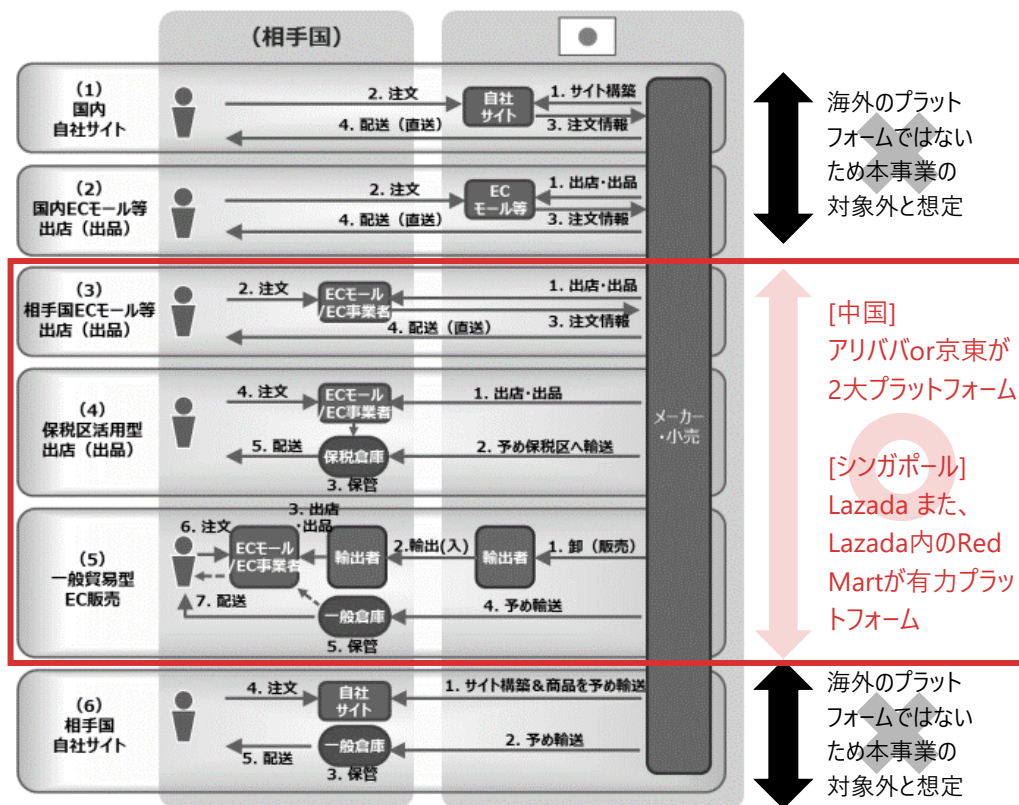 (相手国)
(1)
国内
自社サイト
2. 注文
4. 配送（直送）
自社
サイト
1. サイト構築
3. 注文情報
海外のプラット
フォームではない
ため本事業の
対象外と想定
(2)
国内ECモール等
出店（出品）
2. 注文
4. 配送（直送）
EC
モール等
1. 出店・出品
3. 注文情報
(3)
相手国ECモール等
出店（出品）
2. 注文
ECモール
/EC事業者
4. 配送（直送）
1. 出店・出品
3. 注文情報
(4)
保税区活用型
出店（出品）
4. 注文
ECモール
/EC事業者
1. 出店・出品
5. 配送
保税倉庫
3. 保管
2. 予め保税区へ輸送
メーカー
・小売
[中国]
アリババor京東が
2大プラットフォーム
[シンガポール]
Lazada また、
Lazada内のRed
Martが有力プラッ
トフォーム
(5)
一般貿易型
EC販売
6. 注文
ECモール
/EC事業者
3. 出店
・出品
輸出者
2.輸出(入)
輸出者
1. 卸（販売）
7. 配送
一般倉庫
5. 保管
4. 予め輸送
(6)
相手国
自社サイト
4. 注文
自社
サイト
1. サイト構築&商品を予め輸送
5. 配送
一般倉庫
3. 保管
2. 予め輸送
海外のプラット
フォームではない
ため本事業の
対象外と想定